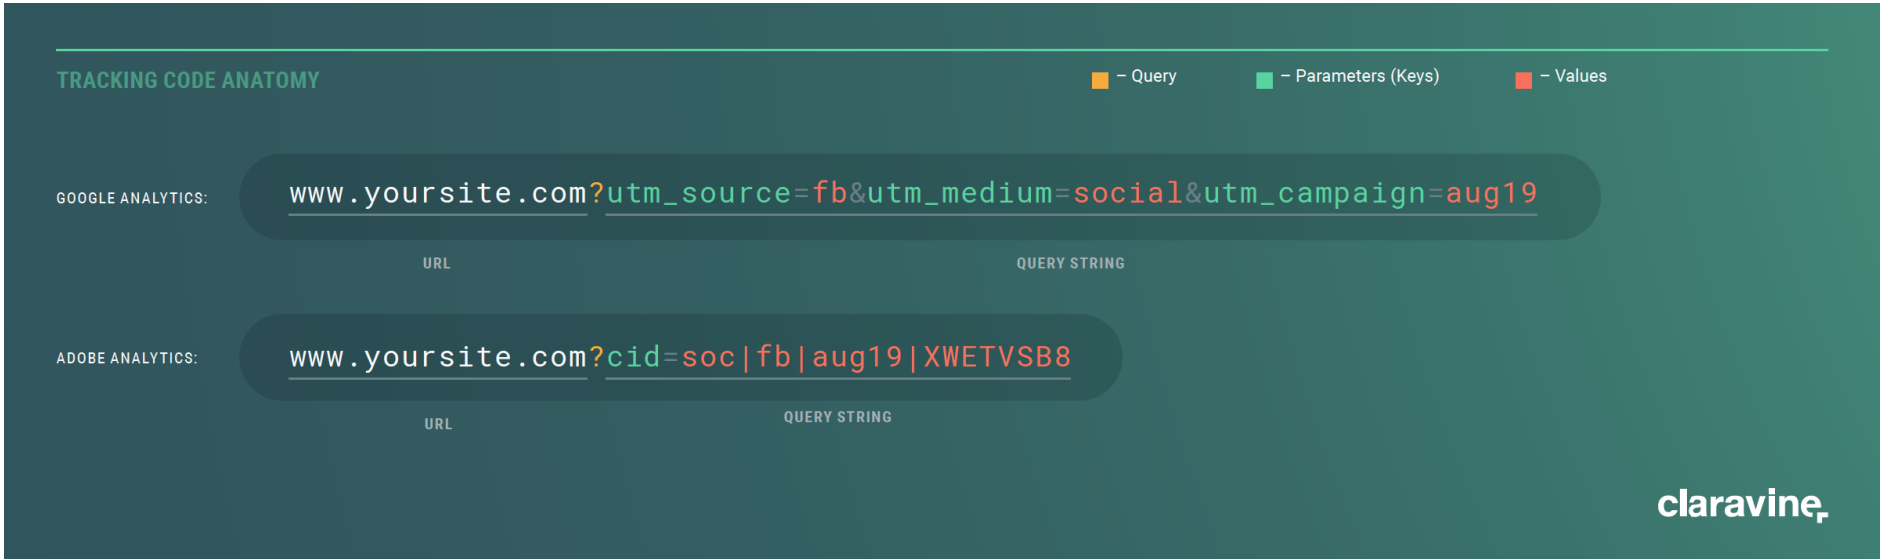 TRACKING CODE ANATOMY
– Query
– Parameters (Keys)
– Values
GOOGLE ANALYTICS:
www.yoursite.com?utm_source=fb&utm_medium=social&utm_campaign=aug19
URL
QUERY STRING
ADOBE ANALYTICS:
www.yoursite.com?cid=soc|fb|aug19|XWETVSB8
URL
QUERY STRING
claravine